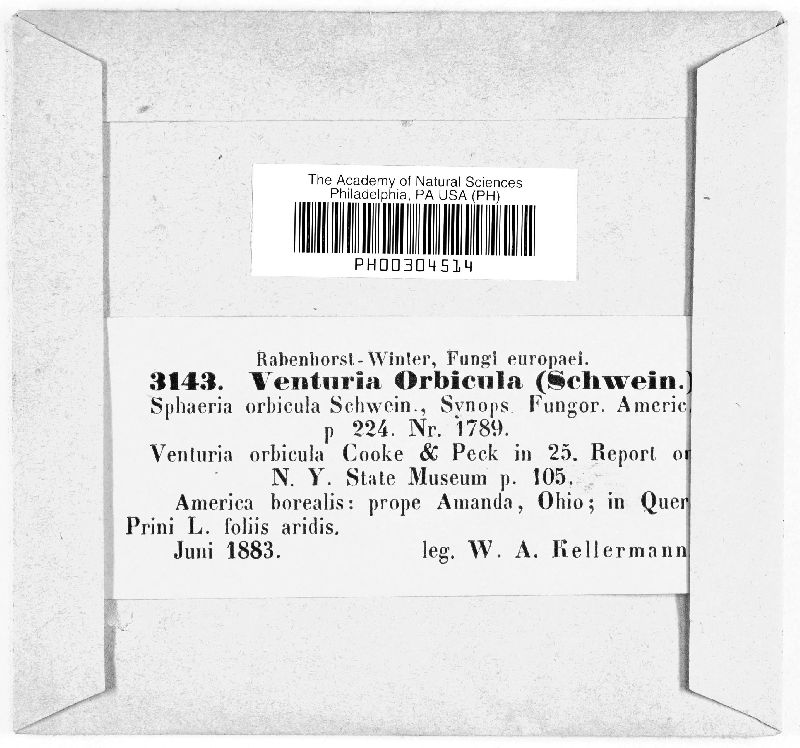 The Academy of Natural Sciences
Philadelphia, PA USA (PH)
PH00304514
Rabenhorst-Winter, Fungi europaei.
3143. Venturia Orbicula (Schwein.)
Sphaeria orbicula Schwein., Synops. Fungor. Americ.
p 224. Nr. 1789.
Venturia orbicula Cooke & Peck in 25. Report on
N. Y. State Museum p. 105.
America borealis: prope Amanda, Ohio; in Quer
Prini L. foliis aridis.
Juni 1883. leg. W. A. Kellermann